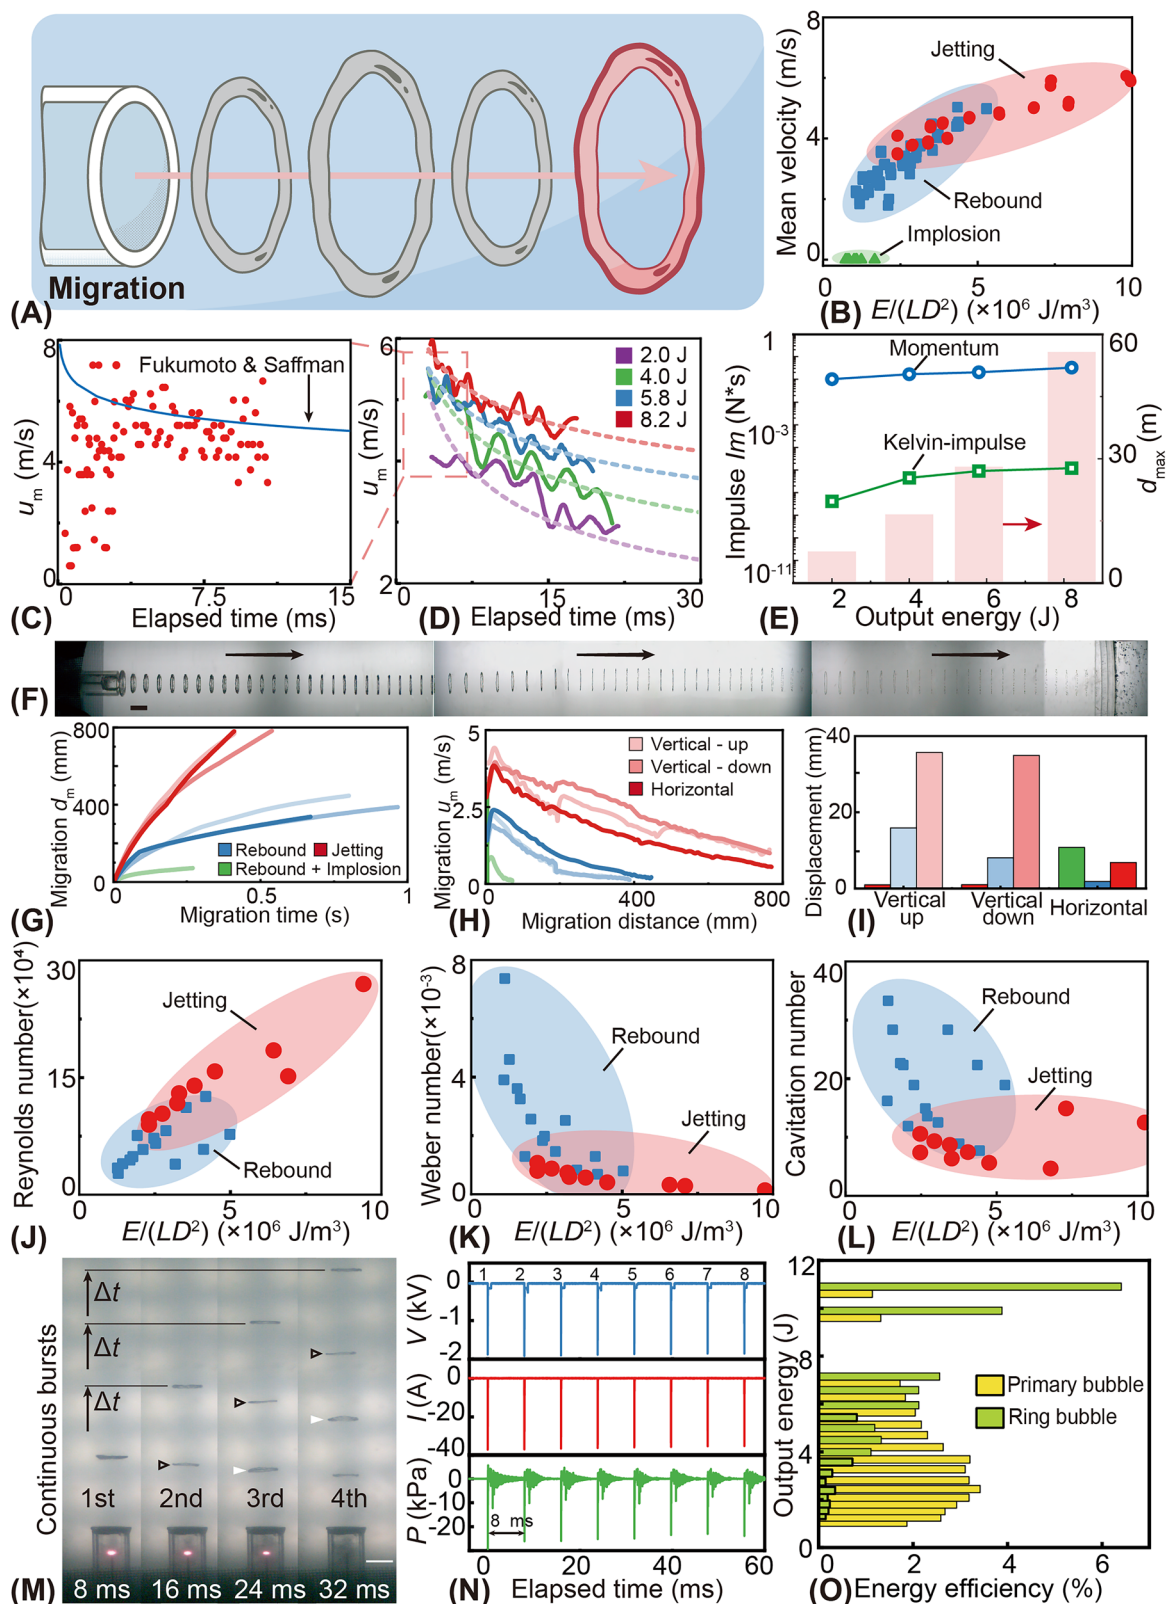 Migration
(A)
8
4
0
Mean velocity (m/s)
Jetting
Rebound
Implosion
0
5
10
(B) E/(LD²) (×10⁶ J/m³)
8
4
0
uₘ (m/s)
Fukumoto & Saffman
0
7.5
15
(C) Elapsed time (ms)
6
2
uₘ (m/s)
2.0 J
4.0 J
5.8 J
8.2 J
0
15
30
(D) Elapsed time (ms)
1
10⁻³
10⁻¹¹
Impulse Im (N*s)
Momentum
Kelvin-impulse
60
30
0
dmax (m)
2
4
6
8
(E) Output energy (J)
(F)
800
400
0
Migration dₘ (mm)
Rebound
Jetting
Rebound + Implosion
0
0.5
1
(G) Migration time (s)
5
2.5
0
Migration uₘ (m/s)
Vertical - up
Vertical - down
Horizontal
0
400
800
(H) Migration distance (mm)
40
20
0
Displacement (mm)
Vertical up
Vertical down
Horizontal
(I)
30
15
0
Reynolds number(×10⁴)
Jetting
Rebound
0
5
10
(J) E/(LD²) (×10⁶ J/m³)
8
4
0
Weber number(×10⁻³)
Rebound
Jetting
0
5
10
(K) E/(LD²) (×10⁶ J/m³)
40
20
0
Cavitation number
Rebound
Jetting
0
5
10
(L) E/(LD²) (×10⁶ J/m³)
Continuous bursts
Δt
Δt
Δt
1st 2nd 3rd 4th
8 ms 16 ms 24 ms 32 ms
(M)
0
-1
-2
V (kV)
1 2 3 4 5 6 7 8
0
-20
-40
I (A)
0
-10
-20
P (kPa)
8 ms
0 20 40 60
(N) Elapsed time (ms)
12
8
4
0
Output energy (J)
Primary bubble
Ring bubble
0 2 4 6
(O) Energy efficiency (%)